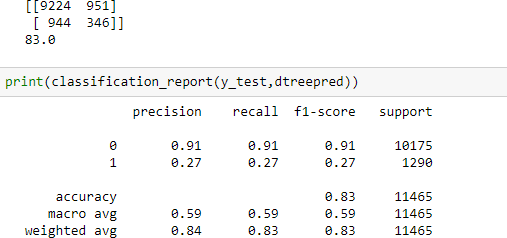 [[9224 951]
[ 944 346]]
83.0
print(classification_report(y_test,dtreepred))
precision recall f1-score support
0 0.91 0.91 0.91 10175
1 0.27 0.27 0.27 1290
accuracy 0.83 11465
macro avg 0.59 0.59 0.59 11465
weighted avg 0.84 0.83 0.83 11465